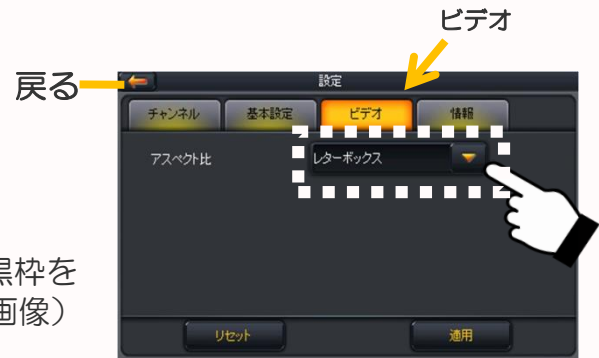 ビデオ
戻る
設定
チャンネル
基本設定
ビデオ
情報
アスペクト比
レターボックス
黒枠を
画像）
リセット
適用